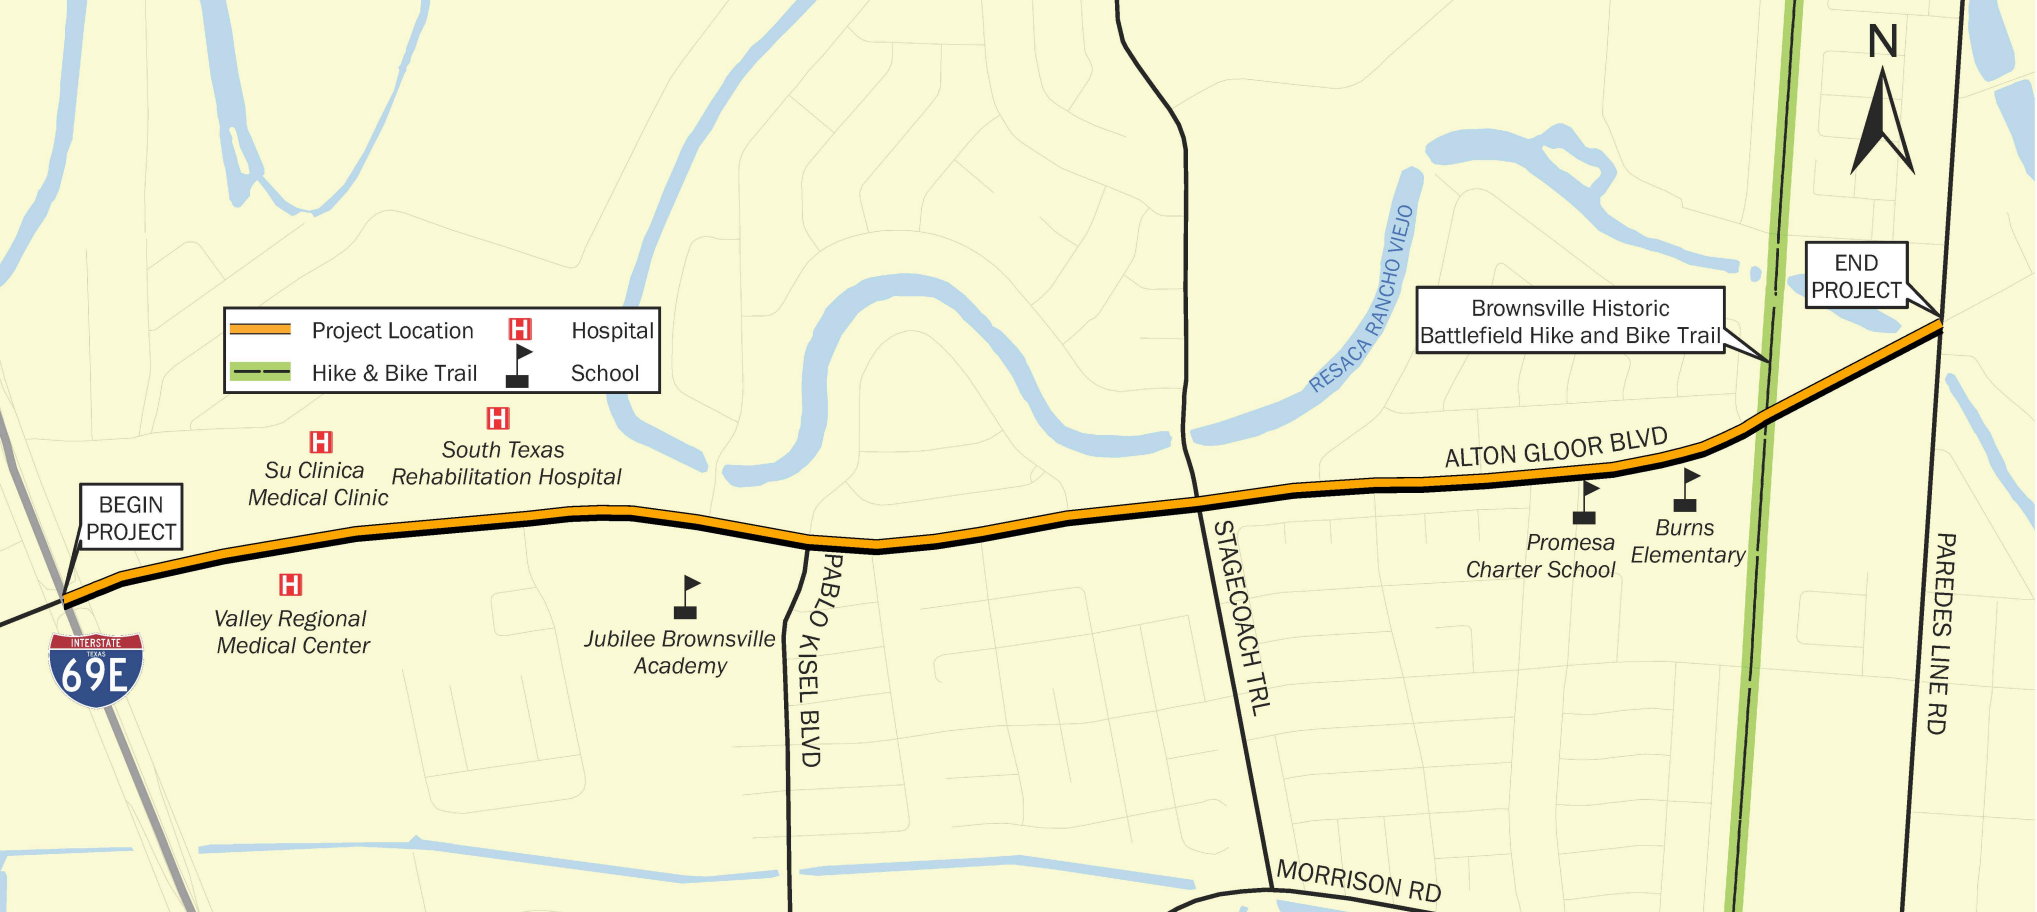 N
END
PROJECT
RESACA RANCHO VIEJO
Brownsville Historic
Battlefield Hike and Bike Trail
Project Location
Hospital
Hike & Bike Trail
School
H
H
H
H
South Texas
Rehabilitation Hospital
Su Clinica
Medical Clinic
ALTON GLOOR BLVD
BEGIN
PROJECT
Promesa
Charter School
Burns
Elementary
Valley Regional
Medical Center
Jubilee Brownsville
Academy
PABLO KISEL BLVD
STAGECOACH TRL
PAREDES LINE RD
INTERSTATE
TEXAS
69E
MORRISON RD